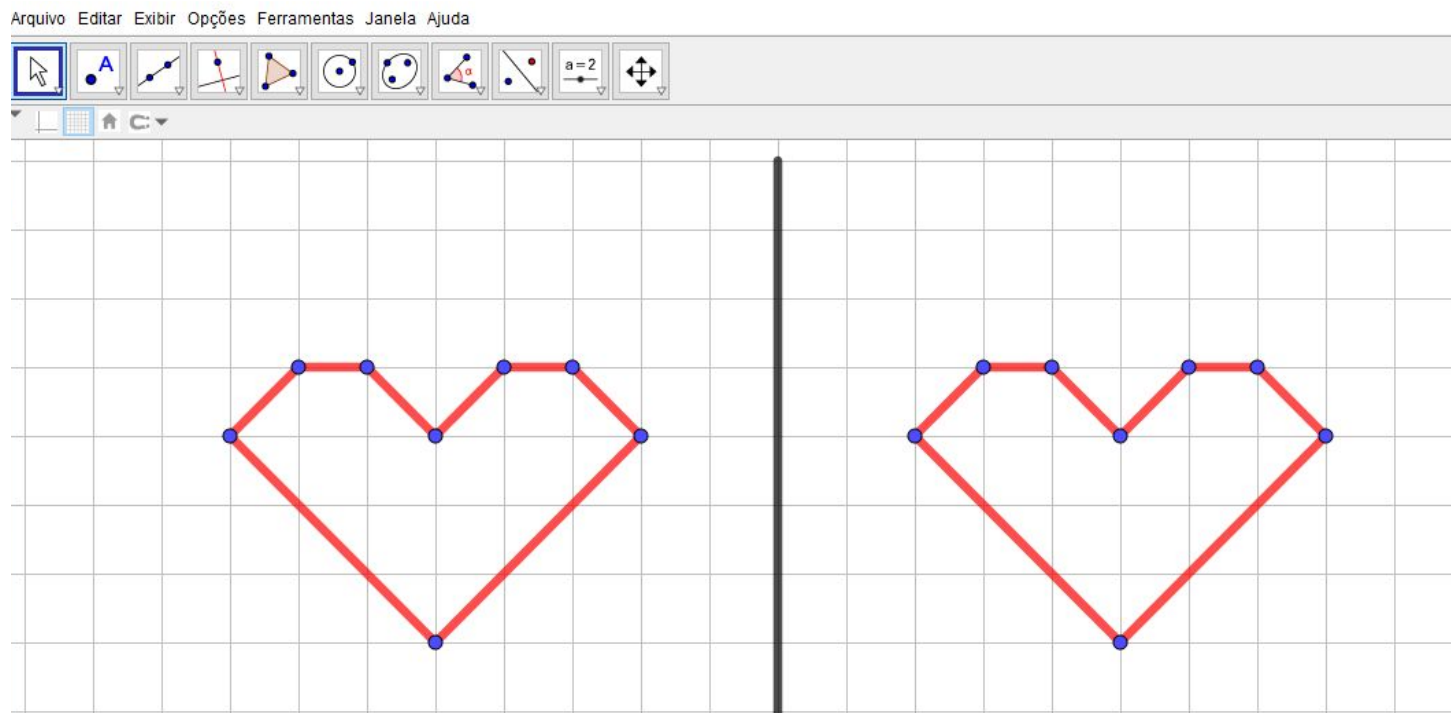 Arquivo Editar Exibir Opções Ferramentas Janela Ajuda
A α a = 2